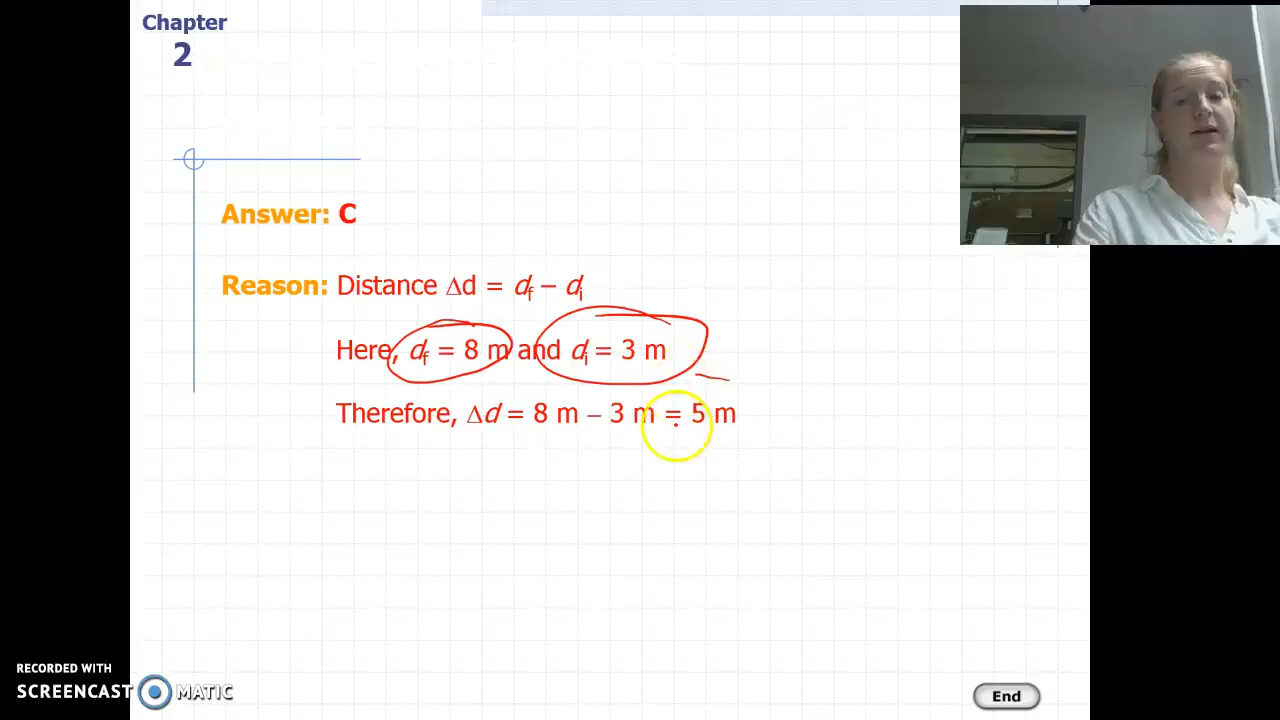 Chapter
2
Answer: C
Reason: Distance Δd = df − di
Here, df = 8 m and di = 3 m
Therefore, Δd = 8 m – 3 m = 5 m
RECORDED WITH
SCREENCAST MATIC
End